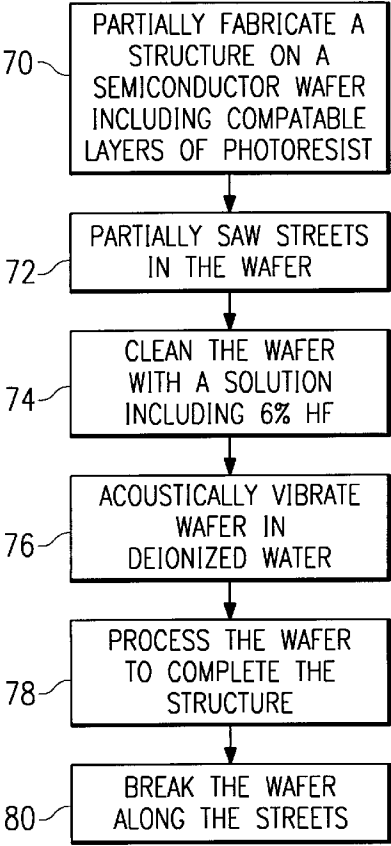 70
PARTIALLY FABRICATE A
STRUCTURE ON A
SEMICONDUCTOR WAFER
INCLUDING COMPATABLE
LAYERS OF PHOTORESIST
72
PARTIALLY SAW STREETS
IN THE WAFER
74
CLEAN THE WAFER
WITH A SOLUTION
INCLUDING 6% HF
76
ACOUSTICALLY VIBRATE
WAFER IN
DEIONIZED WATER
78
PROCESS THE WAFER
TO COMPLETE THE
STRUCTURE
80
BREAK THE WAFER
ALONG THE STREETS